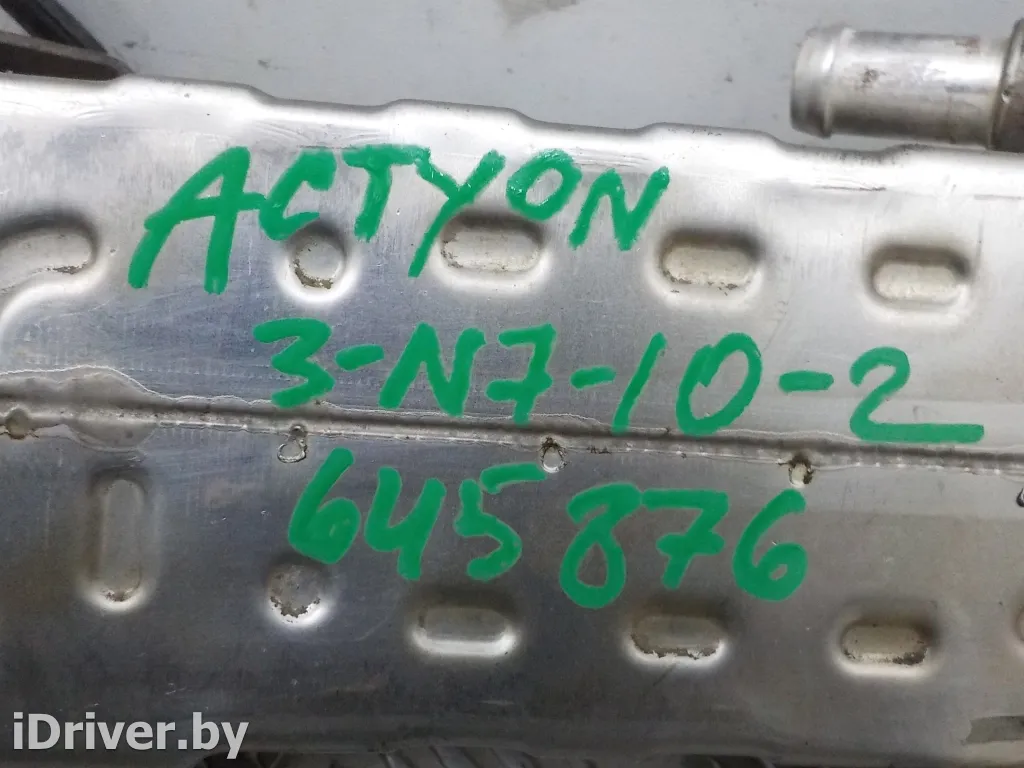 ACTYON
3-N7-10-2
645876
iDriver.by